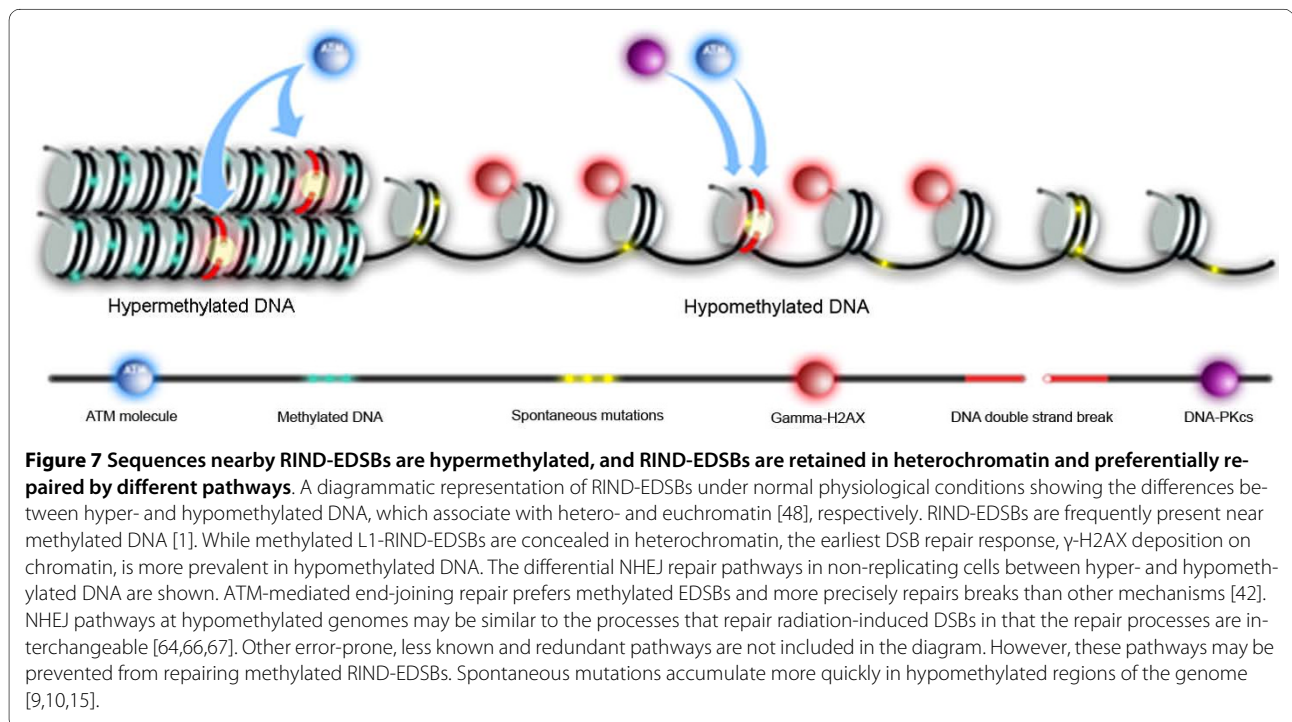 ATM
ATM
Hypermethylated DNA
Hypomethylated DNA
ATM
ATM molecule
Methylated DNA
Spontaneous mutations
Gamma-H2AX
DNA double strand break
DNA-PKcs
Figure 7 Sequences nearby RIND-EDSBs are hypermethylated, and RIND-EDSBs are retained in heterochromatin and preferentially re-
paired by different pathways. A diagrammatic representation of RIND-EDSBs under normal physiological conditions showing the differences be-
tween hyper- and hypomethylated DNA, which associate with hetero- and euchromatin [48], respectively. RIND-EDSBs are frequently present near
methylated DNA [1]. While methylated L1-RIND-EDSBs are concealed in heterochromatin, the earliest DSB repair response, γ-H2AX deposition on
chromatin, is more prevalent in hypomethylated DNA. The differential NHEJ repair pathways in non-replicating cells between hyper- and hypometh-
ylated DNA are shown. ATM-mediated end-joining repair prefers methylated EDSBs and more precisely repairs breaks than other mechanisms [42].
NHEJ pathways at hypomethylated genomes may be similar to the processes that repair radiation-induced DSBs in that the repair processes are in-
terchangeable [64,66,67]. Other error-prone, less known and redundant pathways are not included in the diagram. However, these pathways may be
prevented from repairing methylated RIND-EDSBs. Spontaneous mutations accumulate more quickly in hypomethylated regions of the genome
[9,10,15].